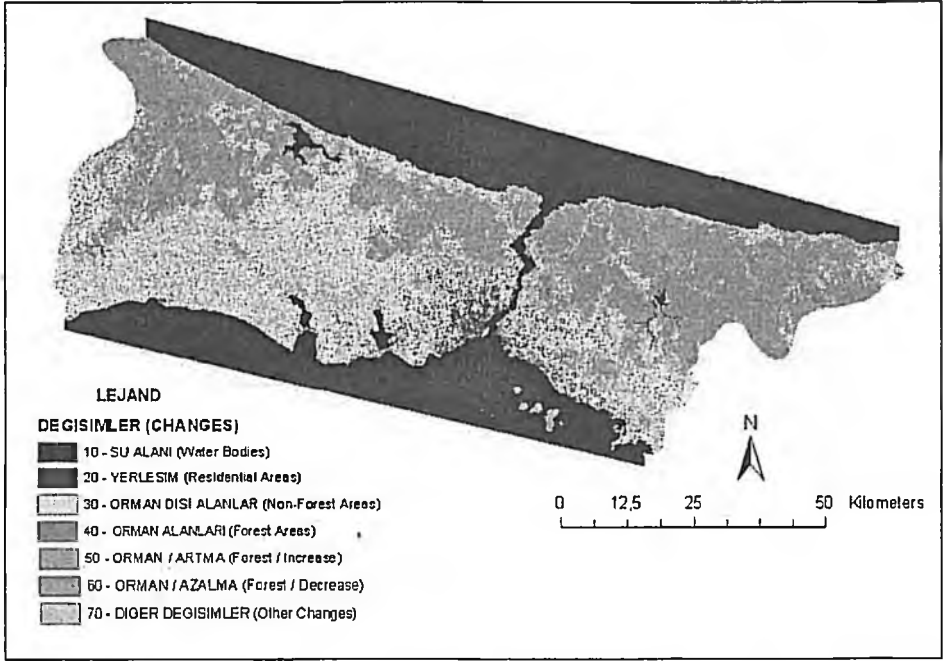 LEJAND
DEGISIMLER (CHANGES)
10 - SU ALANI (Water Bodies)
20 - YERLESIM (Residential Areas)
30 - ORMAN DISI ALANLAR (Non-Forest Areas)
40 - ORMAN ALANLARI (Forest Areas)
50 - ORMAN / ARTMA (Forest / Increase)
60 - ORMAN / AZALMA (Forest / Decrease)
70 - DIGER DEGISIMLER (Other Changes)
N
0 12,5 25 50 Kilometers